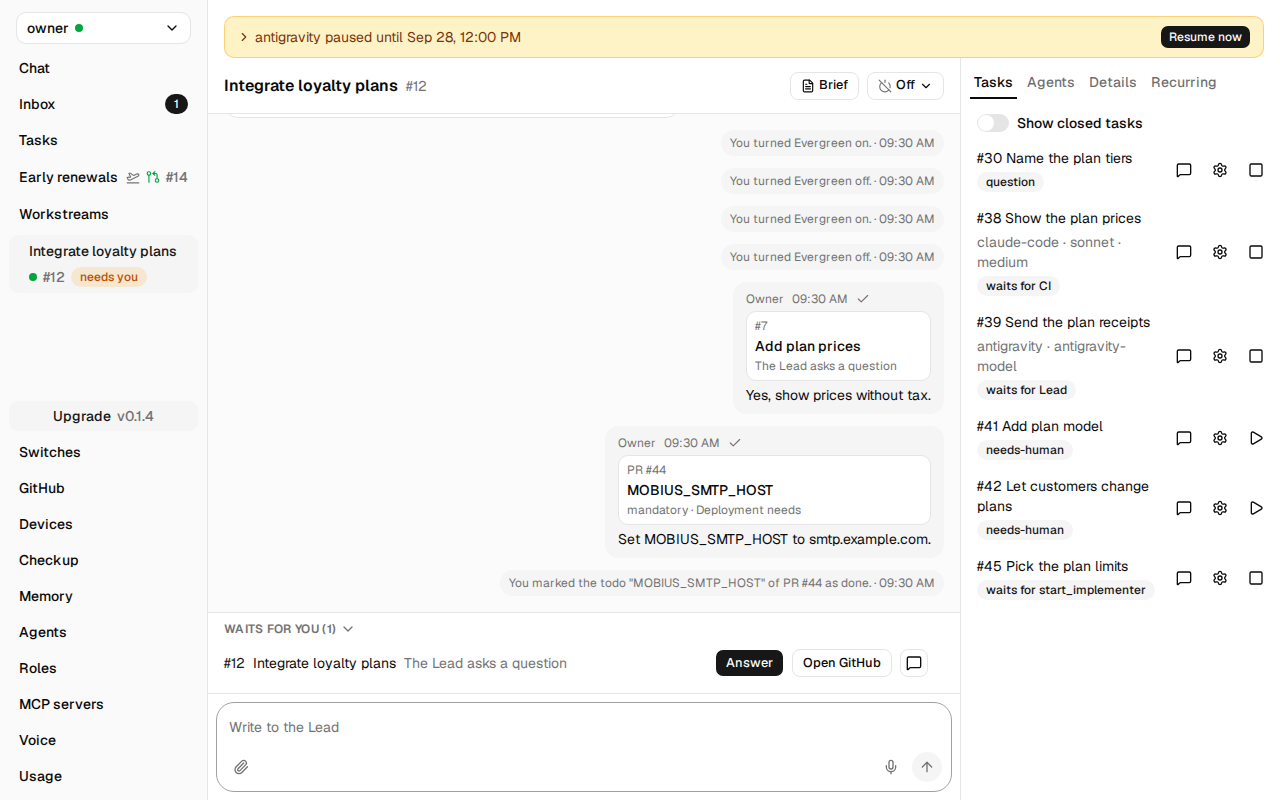 owner
Chat
Inbox 1
Tasks
Early renewals #14
Workstreams
Integrate loyalty plans
#12 needs you
Upgrade v0.1.4
Switches
GitHub
Devices
Checkup
Memory
Agents
Roles
MCP servers
Voice
Usage
antigravity paused until Sep 28, 12:00 PM
Resume now
Integrate loyalty plans #12
Brief
Off
You turned Evergreen on. · 09:30 AM
You turned Evergreen off. · 09:30 AM
You turned Evergreen on. · 09:30 AM
You turned Evergreen off. · 09:30 AM
Owner 09:30 AM
#7
Add plan prices
The Lead asks a question
Yes, show prices without tax.
Owner 09:30 AM
PR #44
MOBIUS_SMTP_HOST
mandatory · Deployment needs
Set MOBIUS_SMTP_HOST to smtp.example.com.
You marked the todo "MOBIUS_SMTP_HOST" of PR #44 as done. · 09:30 AM
WAITS FOR YOU (1)
#12 Integrate loyalty plans The Lead asks a question
Answer
Open GitHub
Write to the Lead
Tasks Agents Details Recurring
Show closed tasks
#30 Name the plan tiers
question
#38 Show the plan prices
claude-code · sonnet ·
medium
waits for CI
#39 Send the plan receipts
antigravity · antigravity-
model
waits for Lead
#41 Add plan model
needs-human
#42 Let customers change
plans
needs-human
#45 Pick the plan limits
waits for start_implementer